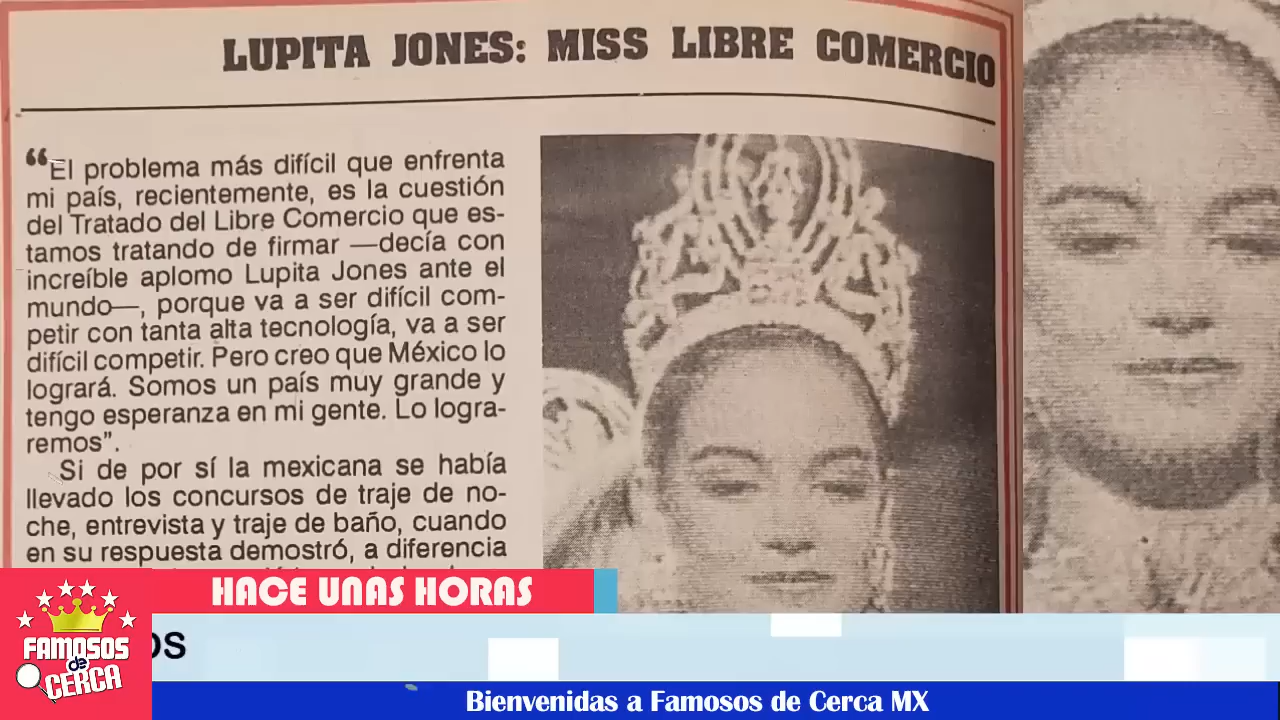 LUPITA JONES: MISS LIBRE COMERCIO
“El problema más difícil que enfrenta
mi país, recientemente, es la cuestión
del Tratado del Libre Comercio que es-
tamos tratando de firmar —decía con
increíble aplomo Lupita Jones ante el
mundo—, porque va a ser difícil com-
petir con tanta alta tecnología, va a ser
difícil competir. Pero creo que México lo
logrará. Somos un país muy grande y
tengo esperanza en mi gente. Lo logra-
remos”.
Si de por sí la mexicana se había
llevado los concursos de traje de no-
che, entrevista y traje de baño, cuando
en su respuesta demostró, a diferencia
HACE UNAS HORAS
OS
FAMOSOS
de
CERCA
Bienvenidas a Famosos de Cerca MX